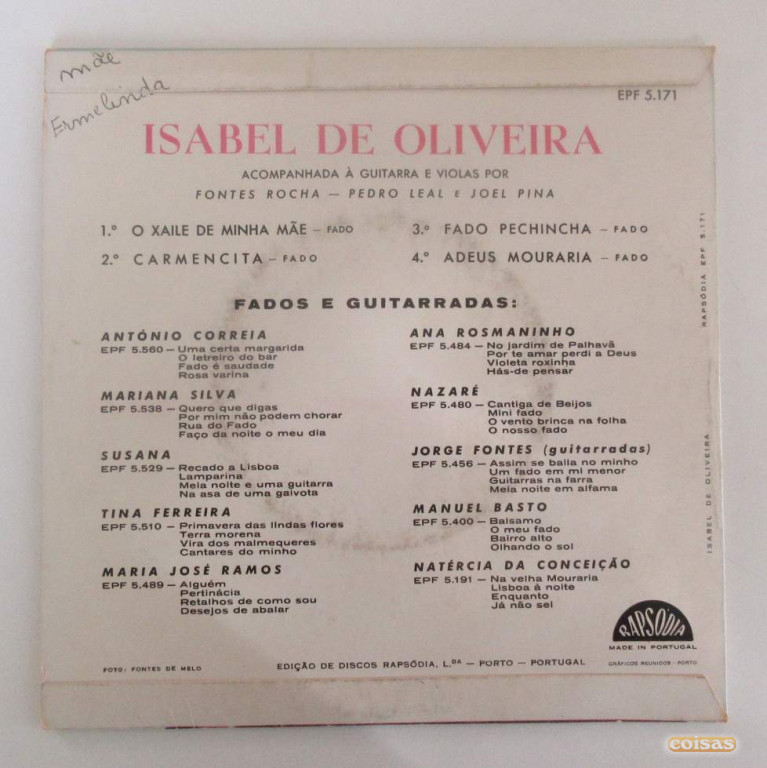 mãe
Ermelinda
EPF 5.171
ISABEL DE OLIVEIRA
ACOMPANHADA À GUITARRA E VIOLAS POR
FONTES ROCHA — PEDRO LEAL E JOEL PINA
1.º O XAILE DE MINHA MÃE — FADO
2.º CARMENCITA — FADO
3.º FADO PECHINCHA — FADO
4.º ADEUS MOURARIA — FADO
FADOS E GUITARRADAS:
ANTÓNIO CORREIA
EPF 5.560 — Uma certa margarida
O letreiro do bar
Fado é saudade
Rosa varina
MARIANA SILVA
EPF 5.538 — Quero que digas
Por mim não podem chorar
Rua do Fado
Faço da noite o meu dia
SUSANA
EPF 5.529 — Recado a Lisboa
Lamparina
Meia noite e uma guitarra
Na asa de uma gaivota
TINA FERREIRA
EPF 5.510 — Primavera das lindas flores
Terra morena
Vira dos malmequeres
Cantares do minho
MARIA JOSÉ RAMOS
EPF 5.489 — Alguém
Pertinácia
Retalhos de como sou
Desejos de abalar
ANA ROSMANINHO
EPF 5.484 — No jardim de Palhavã
Por te amar perdi a Deus
Violeta roxinha
Hás-de pensar
NAZARÉ
EPF 5.480 — Cantiga de Beijos
Mini fado
O vento brinca na folha
O nosso fado
JORGE FONTES (guitarradas)
EPF 5.456 — Assim se baila no minho
Um fado em mi menor
Guitarras na farra
Meia noite em alfama
MANUEL BASTO
EPF 5.400 — Balsamo
O meu fado
Bairro alto
Olhando o sol
NATÉRCIA DA CONCEIÇÃO
EPF 5.191 — Na velha Mouraria
Lisboa à noite
Enquanto
Já não sei
RAPSÓDIA
MADE IN PORTUGAL
GRÁFICOS REUNIDOS - PORTO
FOTO: FONTES DE MELO
EDIÇÃO DE DISCOS RAPSÓDIA, L.DA — PORTO — PORTUGAL
RAPSÓDIA EPF 5.171
ISABEL DE OLIVEIRA
coisas